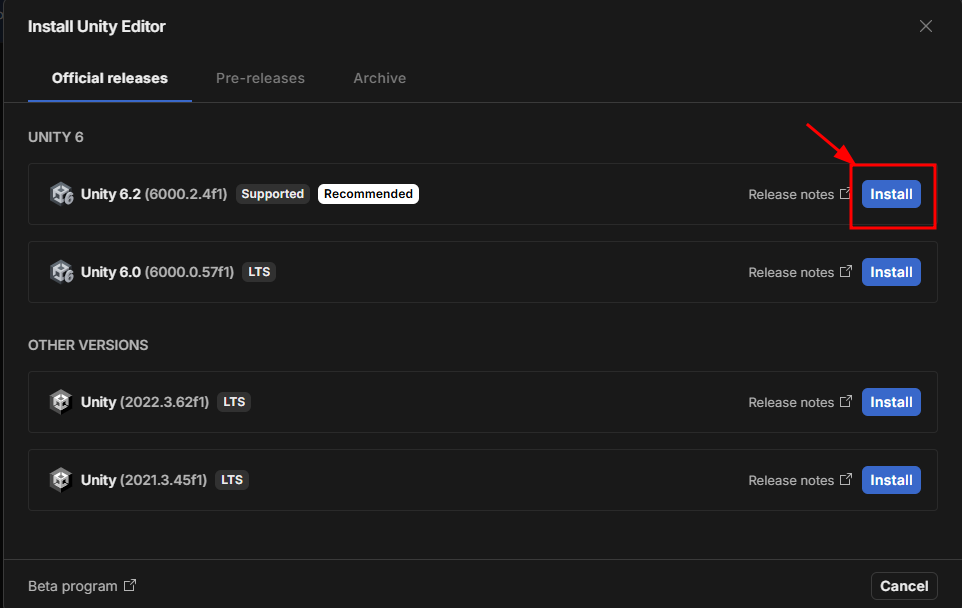 Install Unity Editor
Official releases Pre-releases Archive
UNITY 6
Unity 6.2 (6000.2.4f1) Supported Recommended Release notes Install
Unity 6.0 (6000.0.57f1) LTS Release notes Install
OTHER VERSIONS
Unity (2022.3.62f1) LTS Release notes Install
Unity (2021.3.45f1) LTS Release notes Install
Beta program Cancel